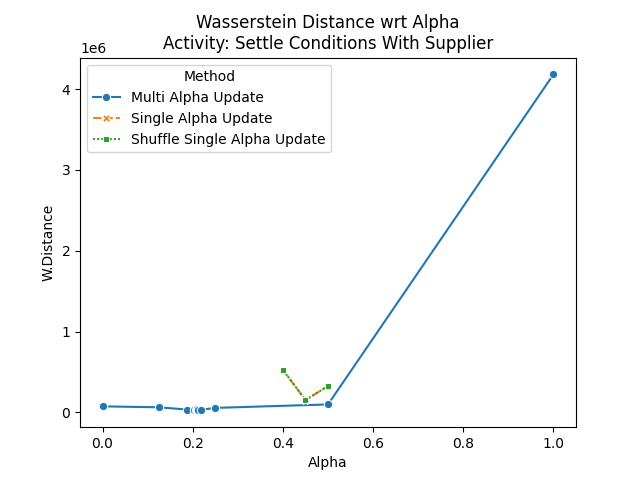 Wasserstein Distance wrt Alpha
Activity: Settle Conditions With Supplier
1e6
Method
Multi Alpha Update
Single Alpha Update
Shuffle Single Alpha Update
4
3
2
1
0
W.Distance
0.0 0.2 0.4 0.6 0.8 1.0
Alpha